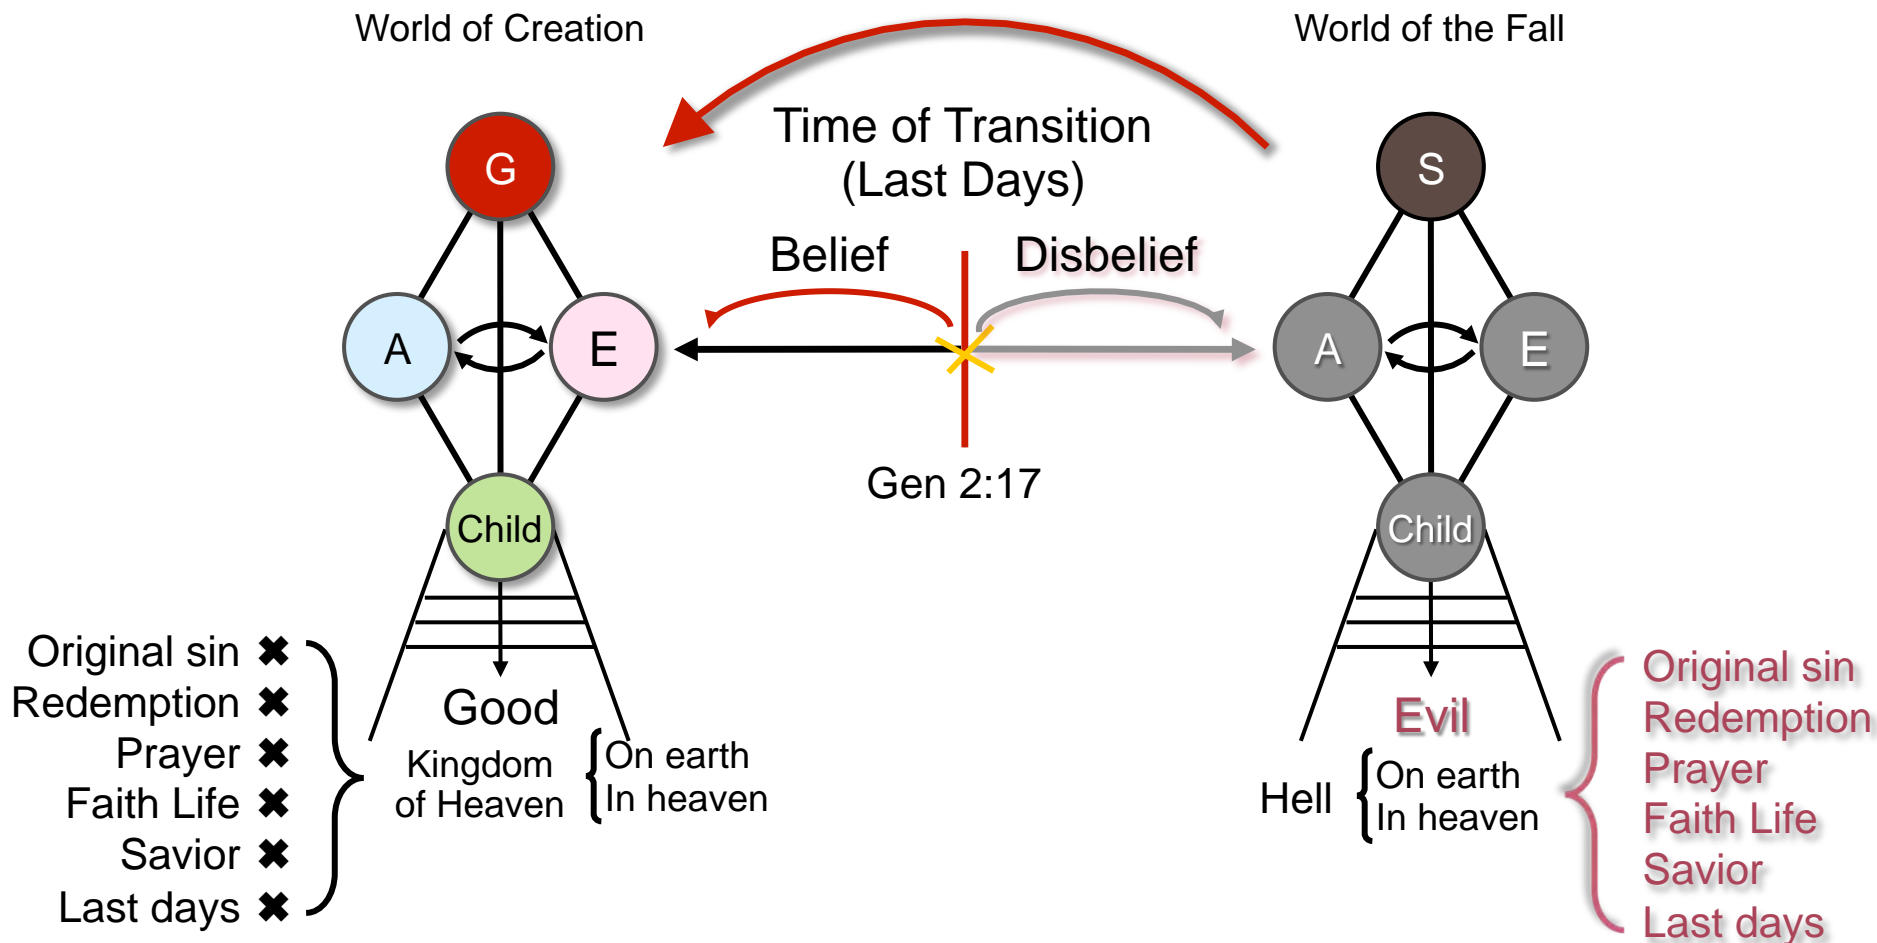 World of Creation
World of the Fall
Time of Transition
(Last Days)
G
S
Belief
Disbelief
A
E
A
E
Gen 2:17
Child
Child
Original sin ✖
Redemption ✖
Prayer ✖
Faith Life ✖
Savior ✖
Last days ✖
Good
Kingdom
of Heaven
On earth
In heaven
Evil
Hell
On earth
In heaven
Original sin
Redemption
Prayer
Faith Life
Savior
Last days